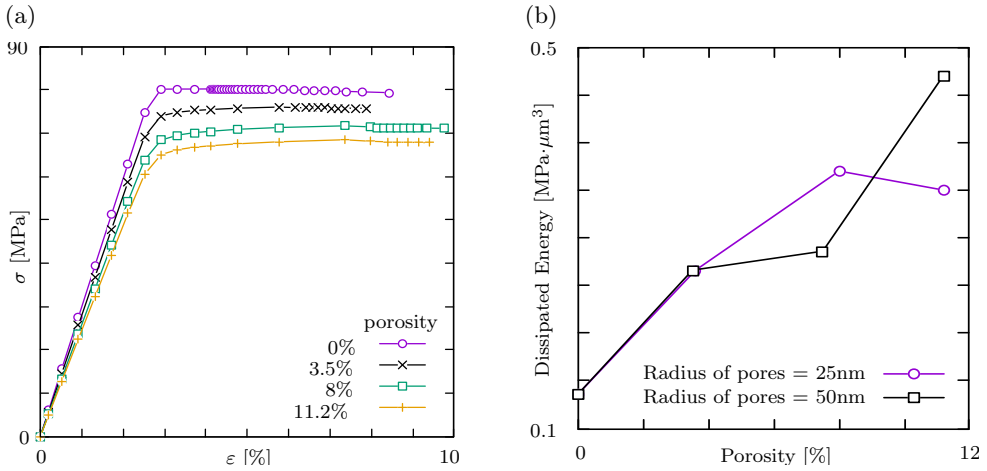 (a)
90
σ [MPa]
porosity
0%
3.5%
8%
11.2%
0
0
ε [%]
10
(b)
0.5
Dissipated Energy [MPa·μm³]
Radius of pores = 25nm
Radius of pores = 50nm
0.1
0
Porosity [%]
12